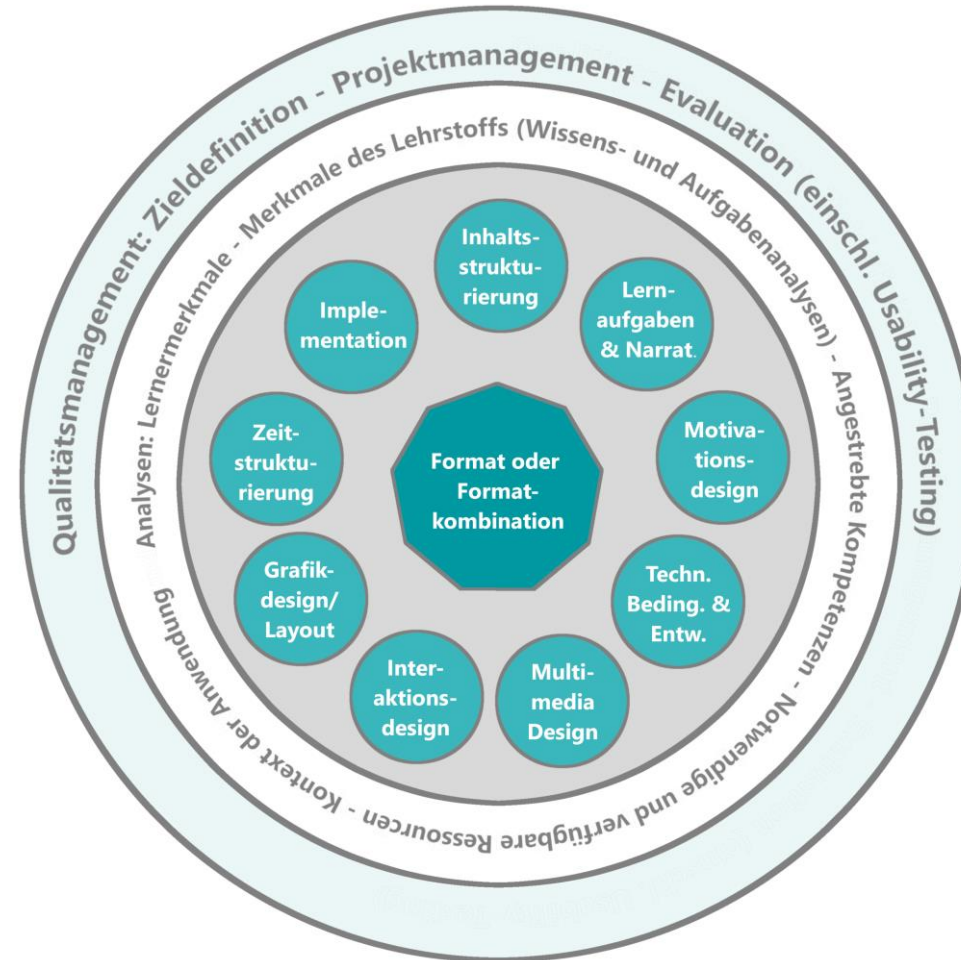 Qualitätsmanagement: Zieldefinition - Projektmanagement - Evaluation (einschl. Usability-Testing)
Analysen: Lernermerkmale - Merkmale des Lehrstoffs (Wissens- und Aufgabenanalysen) - Angestrebte Kompetenzen - Notwendige und verfügbare Ressourcen - Kontext der Anwendung
Inhalts-
struktu-
rierung
Lern-
aufgaben
& Narrat.
Motiva-
tions-
design
Techn.
Beding. &
Entw.
Multi-
media
Design
Inter-
aktions-
design
Grafik-
design/
Layout
Zeit-
struktu-
rierung
Imple-
mentation
Format oder
Format-
kombination